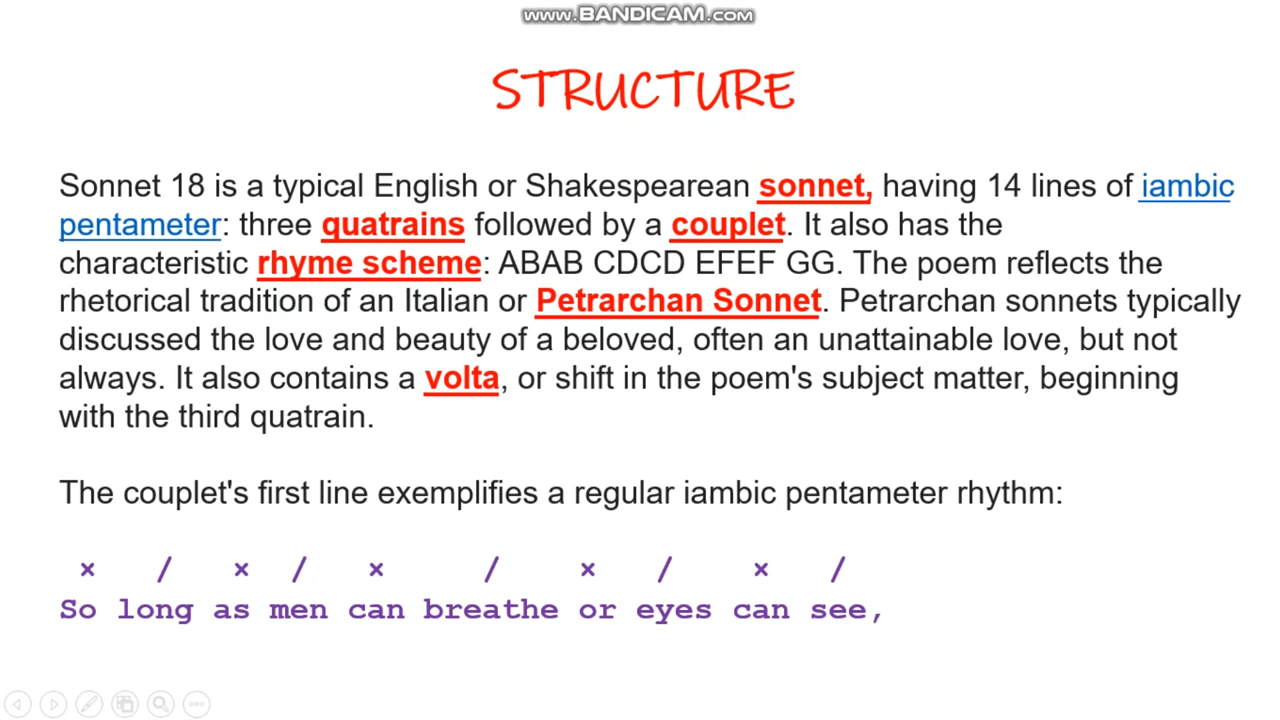 www.BANDICAM.com
STRUCTURE
Sonnet 18 is a typical English or Shakespearean sonnet, having 14 lines of iambic
pentameter: three quatrains followed by a couplet. It also has the
characteristic rhyme scheme: ABAB CDCD EFEF GG. The poem reflects the
rhetorical tradition of an Italian or Petrarchan Sonnet. Petrarchan sonnets typically
discussed the love and beauty of a beloved, often an unattainable love, but not
always. It also contains a volta, or shift in the poem's subject matter, beginning
with the third quatrain.
The couplet's first line exemplifies a regular iambic pentameter rhythm:
× / × / × / × / × /
So long as men can breathe or eyes can see,